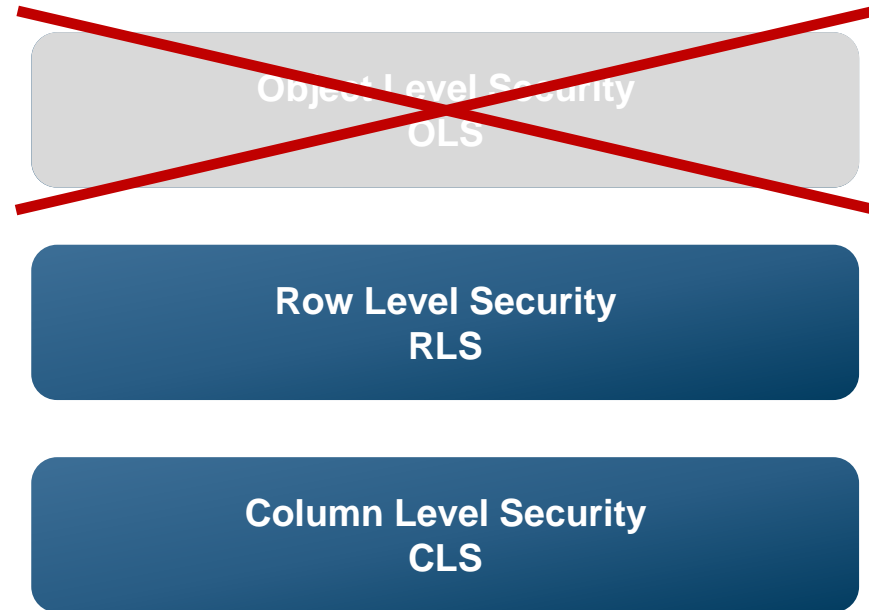 Object Level Security
OLS
Row Level Security
RLS
Column Level Security
CLS